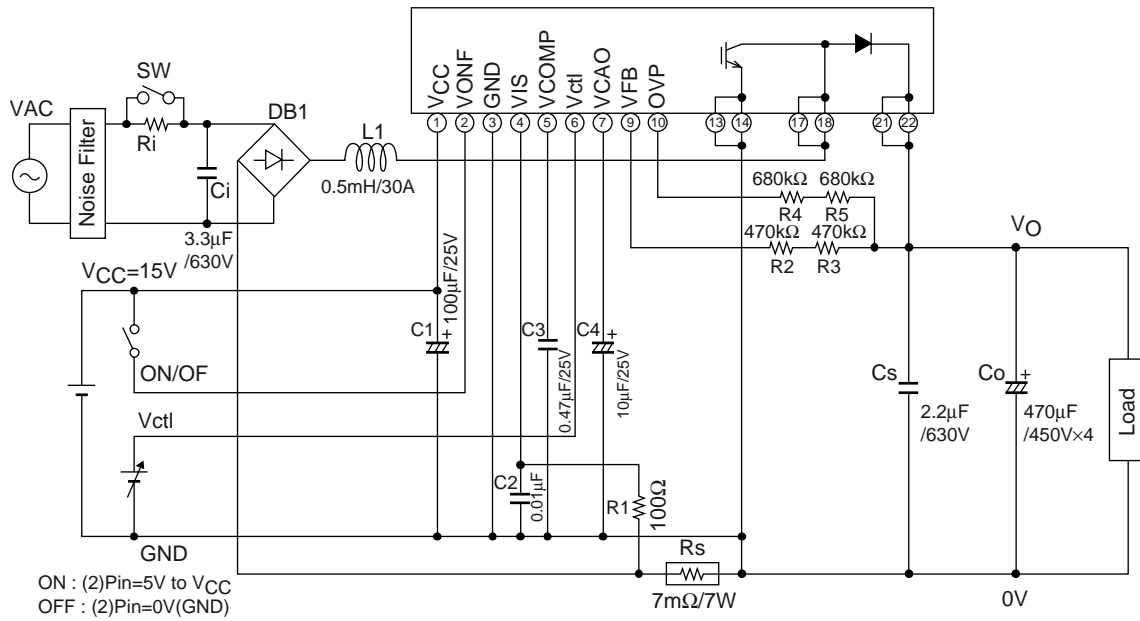 VCC
VONF
GND
VIS
VCOMP
Vctl
VCAO
VFB
OVP
1
2
3
4
5
6
7
9
10
13
14
17
18
21
22
SW
VAC
Noise Filter
Ri
Ci
3.3μF
/630V
DB1
L1
0.5mH/30A
680kΩ
680kΩ
R4
R5
470kΩ
470kΩ
R2
R3
VO
VCC=15V
100μF/25V
C1
+
C3
0.47μF/25V
C4
+
10μF/25V
ON/OF
Vctl
Cs
2.2μF
/630V
Co
+
470μF
/450V×4
Load
C2
0.01μF
R1
100Ω
GND
Rs
7mΩ/7W
0V
ON : (2)Pin=5V to VCC
OFF : (2)Pin=0V(GND)